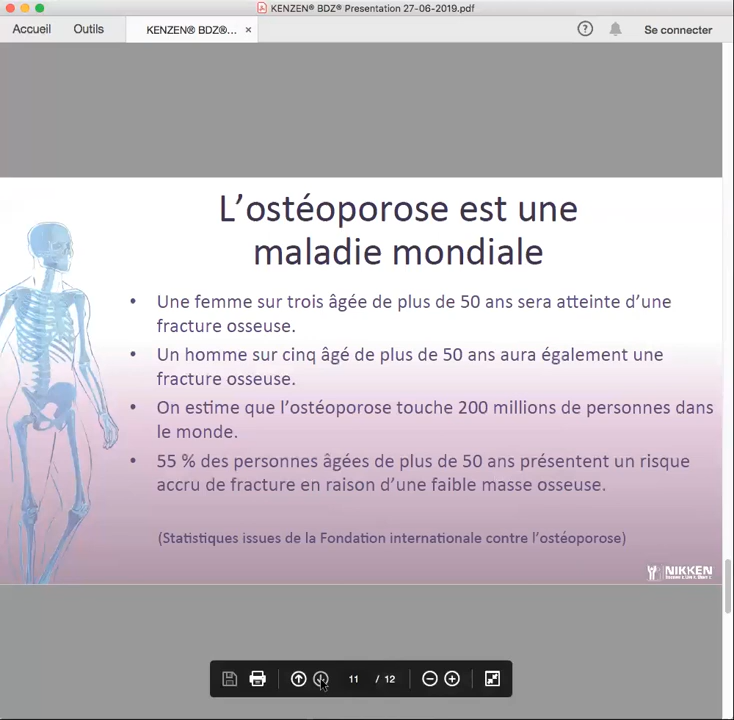 KENZEN® BDZ® Presentation 27-06-2019.pdf
Accueil
Outils
KENZEN® BDZ®... ×
Se connecter
L’ostéoporose est une
maladie mondiale
• Une femme sur trois âgée de plus de 50 ans sera atteinte d’une
fracture osseuse.
• Un homme sur cinq âgé de plus de 50 ans aura également une
fracture osseuse.
• On estime que l’ostéoporose touche 200 millions de personnes dans
le monde.
• 55 % des personnes âgées de plus de 50 ans présentent un risque
accru de fracture en raison d’une faible masse osseuse.
(Statistiques issues de la Fondation internationale contre l’ostéoporose)
NIKKEN
11 / 12